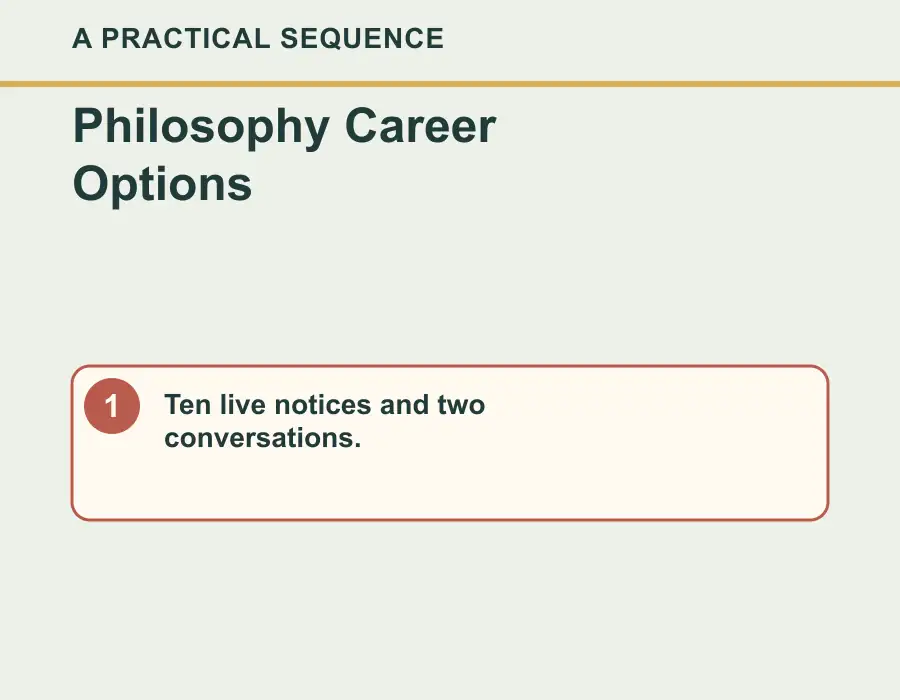 A PRACTICAL SEQUENCE
Philosophy Career
Options
1
Ten live notices and two
conversations.